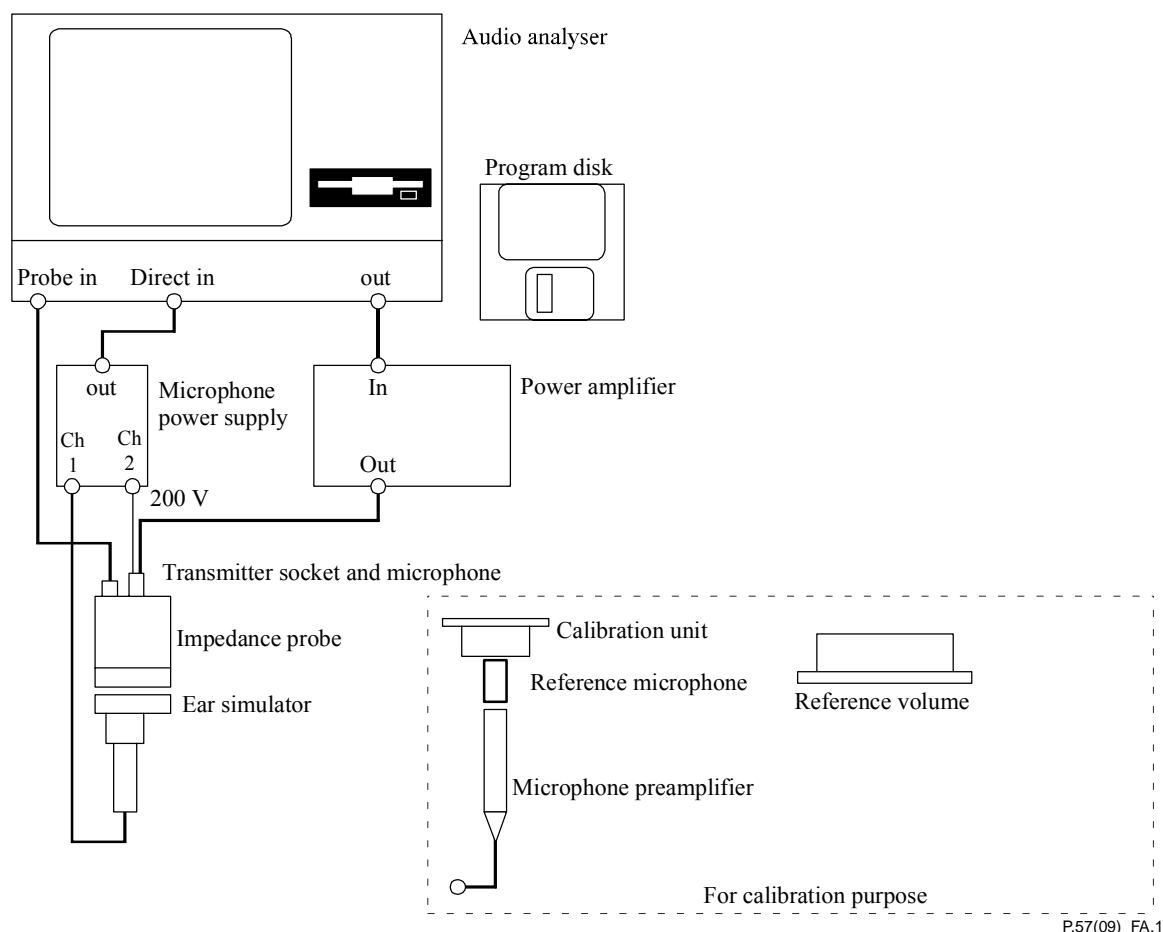 Audio analyser
Program disk
Probe in
Direct in
out
out
Microphone
power supply
In
Power amplifier
Ch
1
Ch
2
Out
200 V
Transmitter socket and microphone
Impedance probe
Calibration unit
Reference microphone
Ear simulator
Reference volume
Microphone preamplifier
For calibration purpose
P.57(09)_FA.1